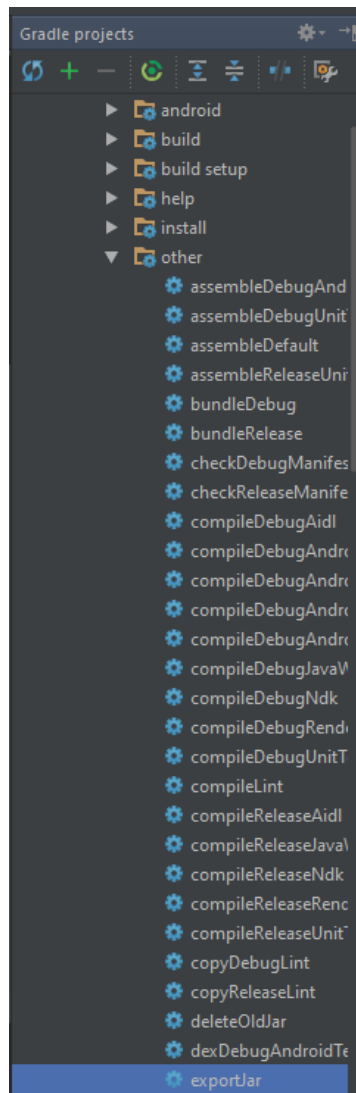 Gradle projects
android
build
build setup
help
install
other
assembleDebugAnd
assembleDebugUnit
assembleDefault
assembleReleaseUni
bundleDebug
bundleRelease
checkDebugManifes
checkReleaseManife
compileDebugAidl
compileDebugAndro
compileDebugAndro
compileDebugAndro
compileDebugAndro
compileDebugJavaW
compileDebugNdk
compileDebugRende
compileDebugUnitT
compileLint
compileReleaseAidl
compileReleaseJava
compileReleaseNdk
compileReleaseRend
compileReleaseUnit
copyDebugLint
copyReleaseLint
deleteOldJar
dexDebugAndroidTe
exportJar